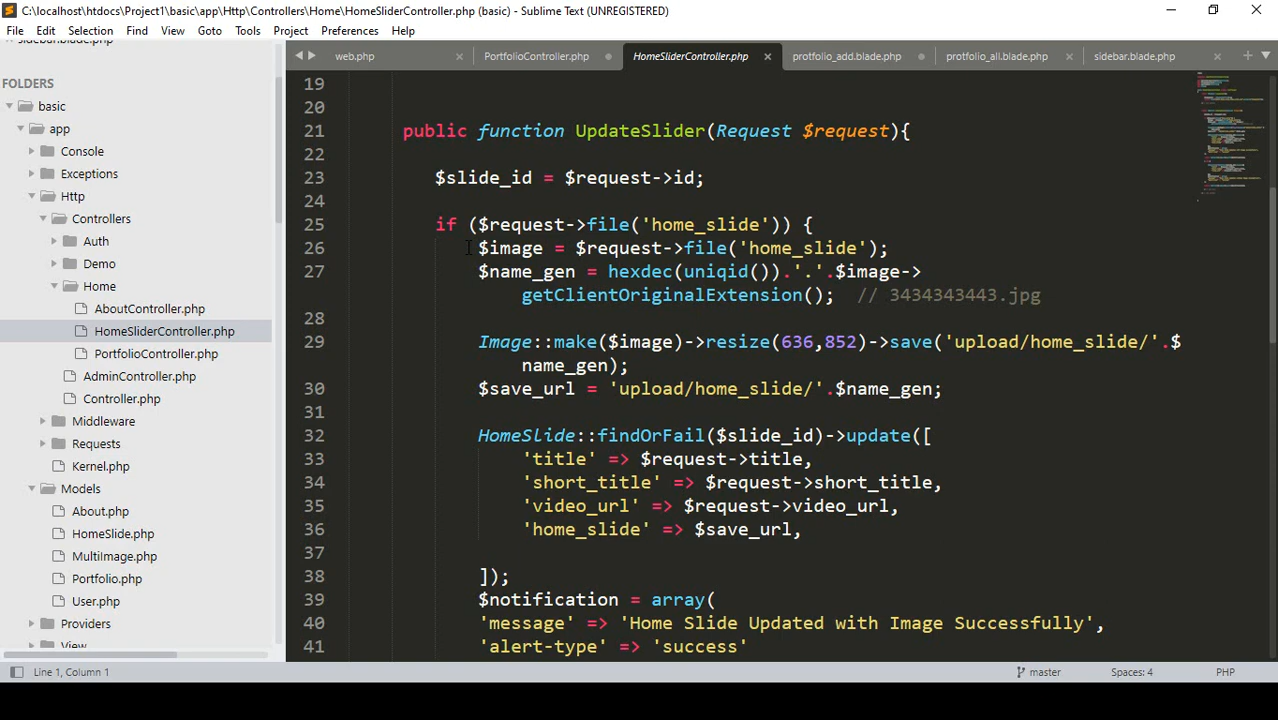 C:\localhost\htdocs\Project1\basic\app\Http\Controllers\Home\HomeSliderController.php (basic) - Sublime Text (UNREGISTERED)
File Edit Selection Find View Goto Tools Project Preferences Help
sidebar.blade.php
web.php PortfolioController.php HomeSliderController.php protfolio_add.blade.php protfolio_all.blade.php sidebar.blade.php
FOLDERS
basic
app
Console
Exceptions
Http
Controllers
Auth
Demo
Home
AboutController.php
HomeSliderController.php
PortfolioController.php
AdminController.php
Controller.php
Middleware
Requests
Kernel.php
Models
About.php
HomeSlide.php
MultiImage.php
Portfolio.php
User.php
Providers
View
19
20
21 public function UpdateSlider(Request $request){
22
23 $slide_id = $request->id;
24
25 if ($request->file('home_slide')) {
26 $image = $request->file('home_slide');
27 $name_gen = hexdec(uniqid()).'.'.$image->
getClientOriginalExtension(); // 3434343443.jpg
28
29 Image::make($image)->resize(636,852)->save('upload/home_slide/'.$
name_gen);
30 $save_url = 'upload/home_slide/'.$name_gen;
31
32 HomeSlide::findOrFail($slide_id)->update([
33 'title' => $request->title,
34 'short_title' => $request->short_title,
35 'video_url' => $request->video_url,
36 'home_slide' => $save_url,
37
38 ]);
39 $notification = array(
40 'message' => 'Home Slide Updated with Image Successfully',
41 'alert-type' => 'success'
Line 1, Column 1 master Spaces: 4 PHP